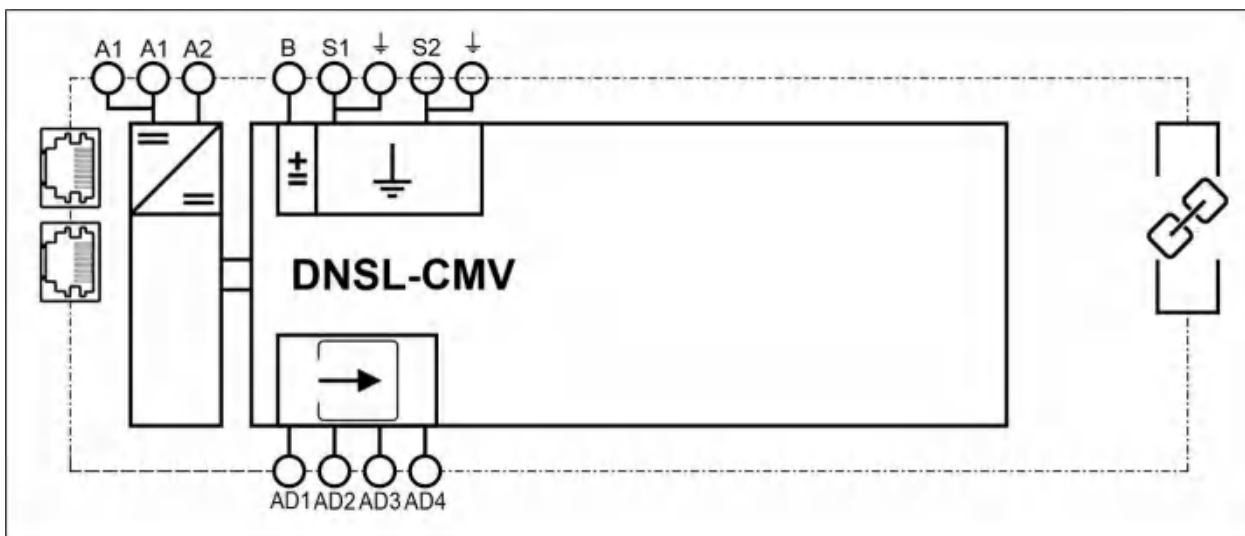 A1 A1 A2 B S1 ⏚ S2 ⏚
DNSL-CMV
AD1 AD2 AD3 AD4